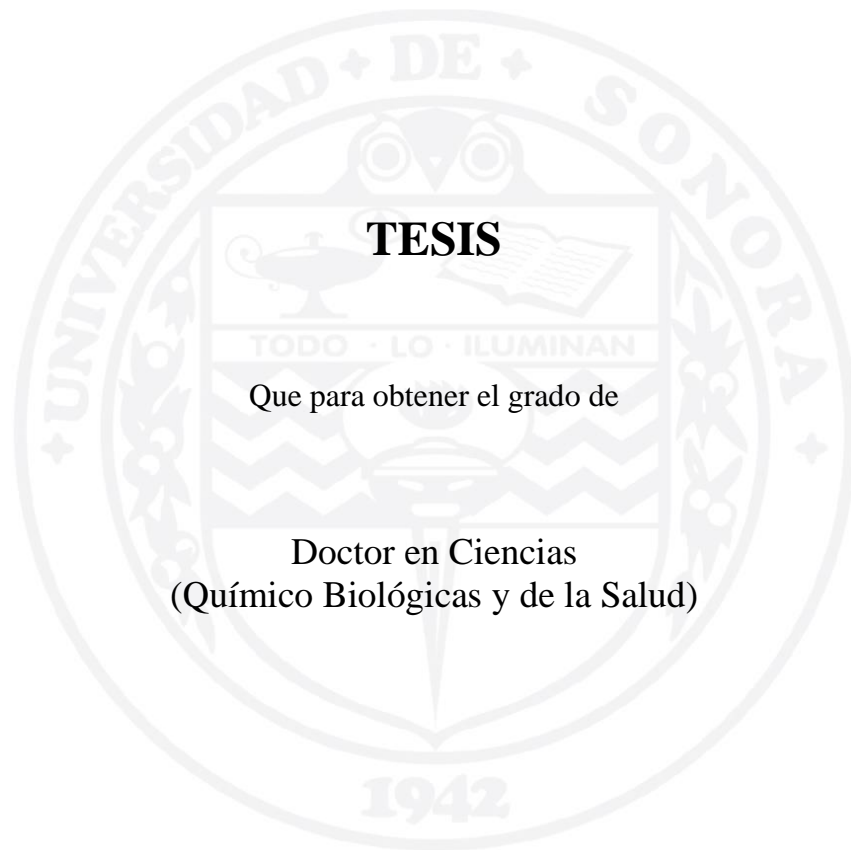 UNIVERSIDAD DE SONORA
TESIS
TODO · LO · ILUMINAN
Que para obtener el grado de
Doctor en Ciencias
(Químico Biológicas y de la Salud)
1942